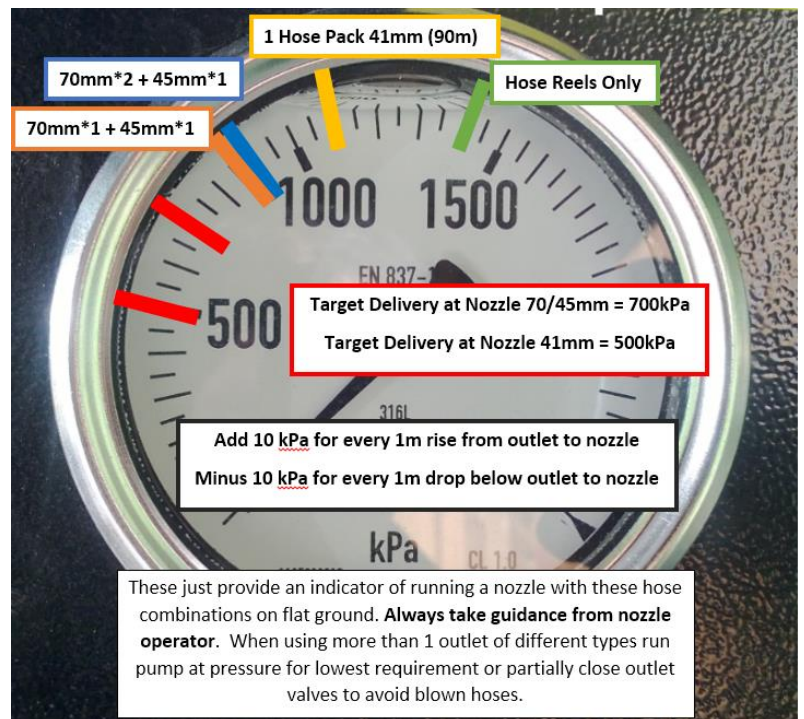 1 Hose Pack 41mm (90m)
70mm*2 + 45mm*1
Hose Reels Only
70mm*1 + 45mm*1
1000
1500
EN 837-1
500
Target Delivery at Nozzle 70/45mm = 700kPa
Target Delivery at Nozzle 41mm = 500kPa
316L
Add 10 kPa for every 1m rise from outlet to nozzle
Minus 10 kPa for every 1m drop below outlet to nozzle
kPa
CL 1.0
These just provide an indicator of running a nozzle with these hose
combinations on flat ground. Always take guidance from nozzle
operator. When using more than 1 outlet of different types run
pump at pressure for lowest requirement or partially close outlet
valves to avoid blown hoses.